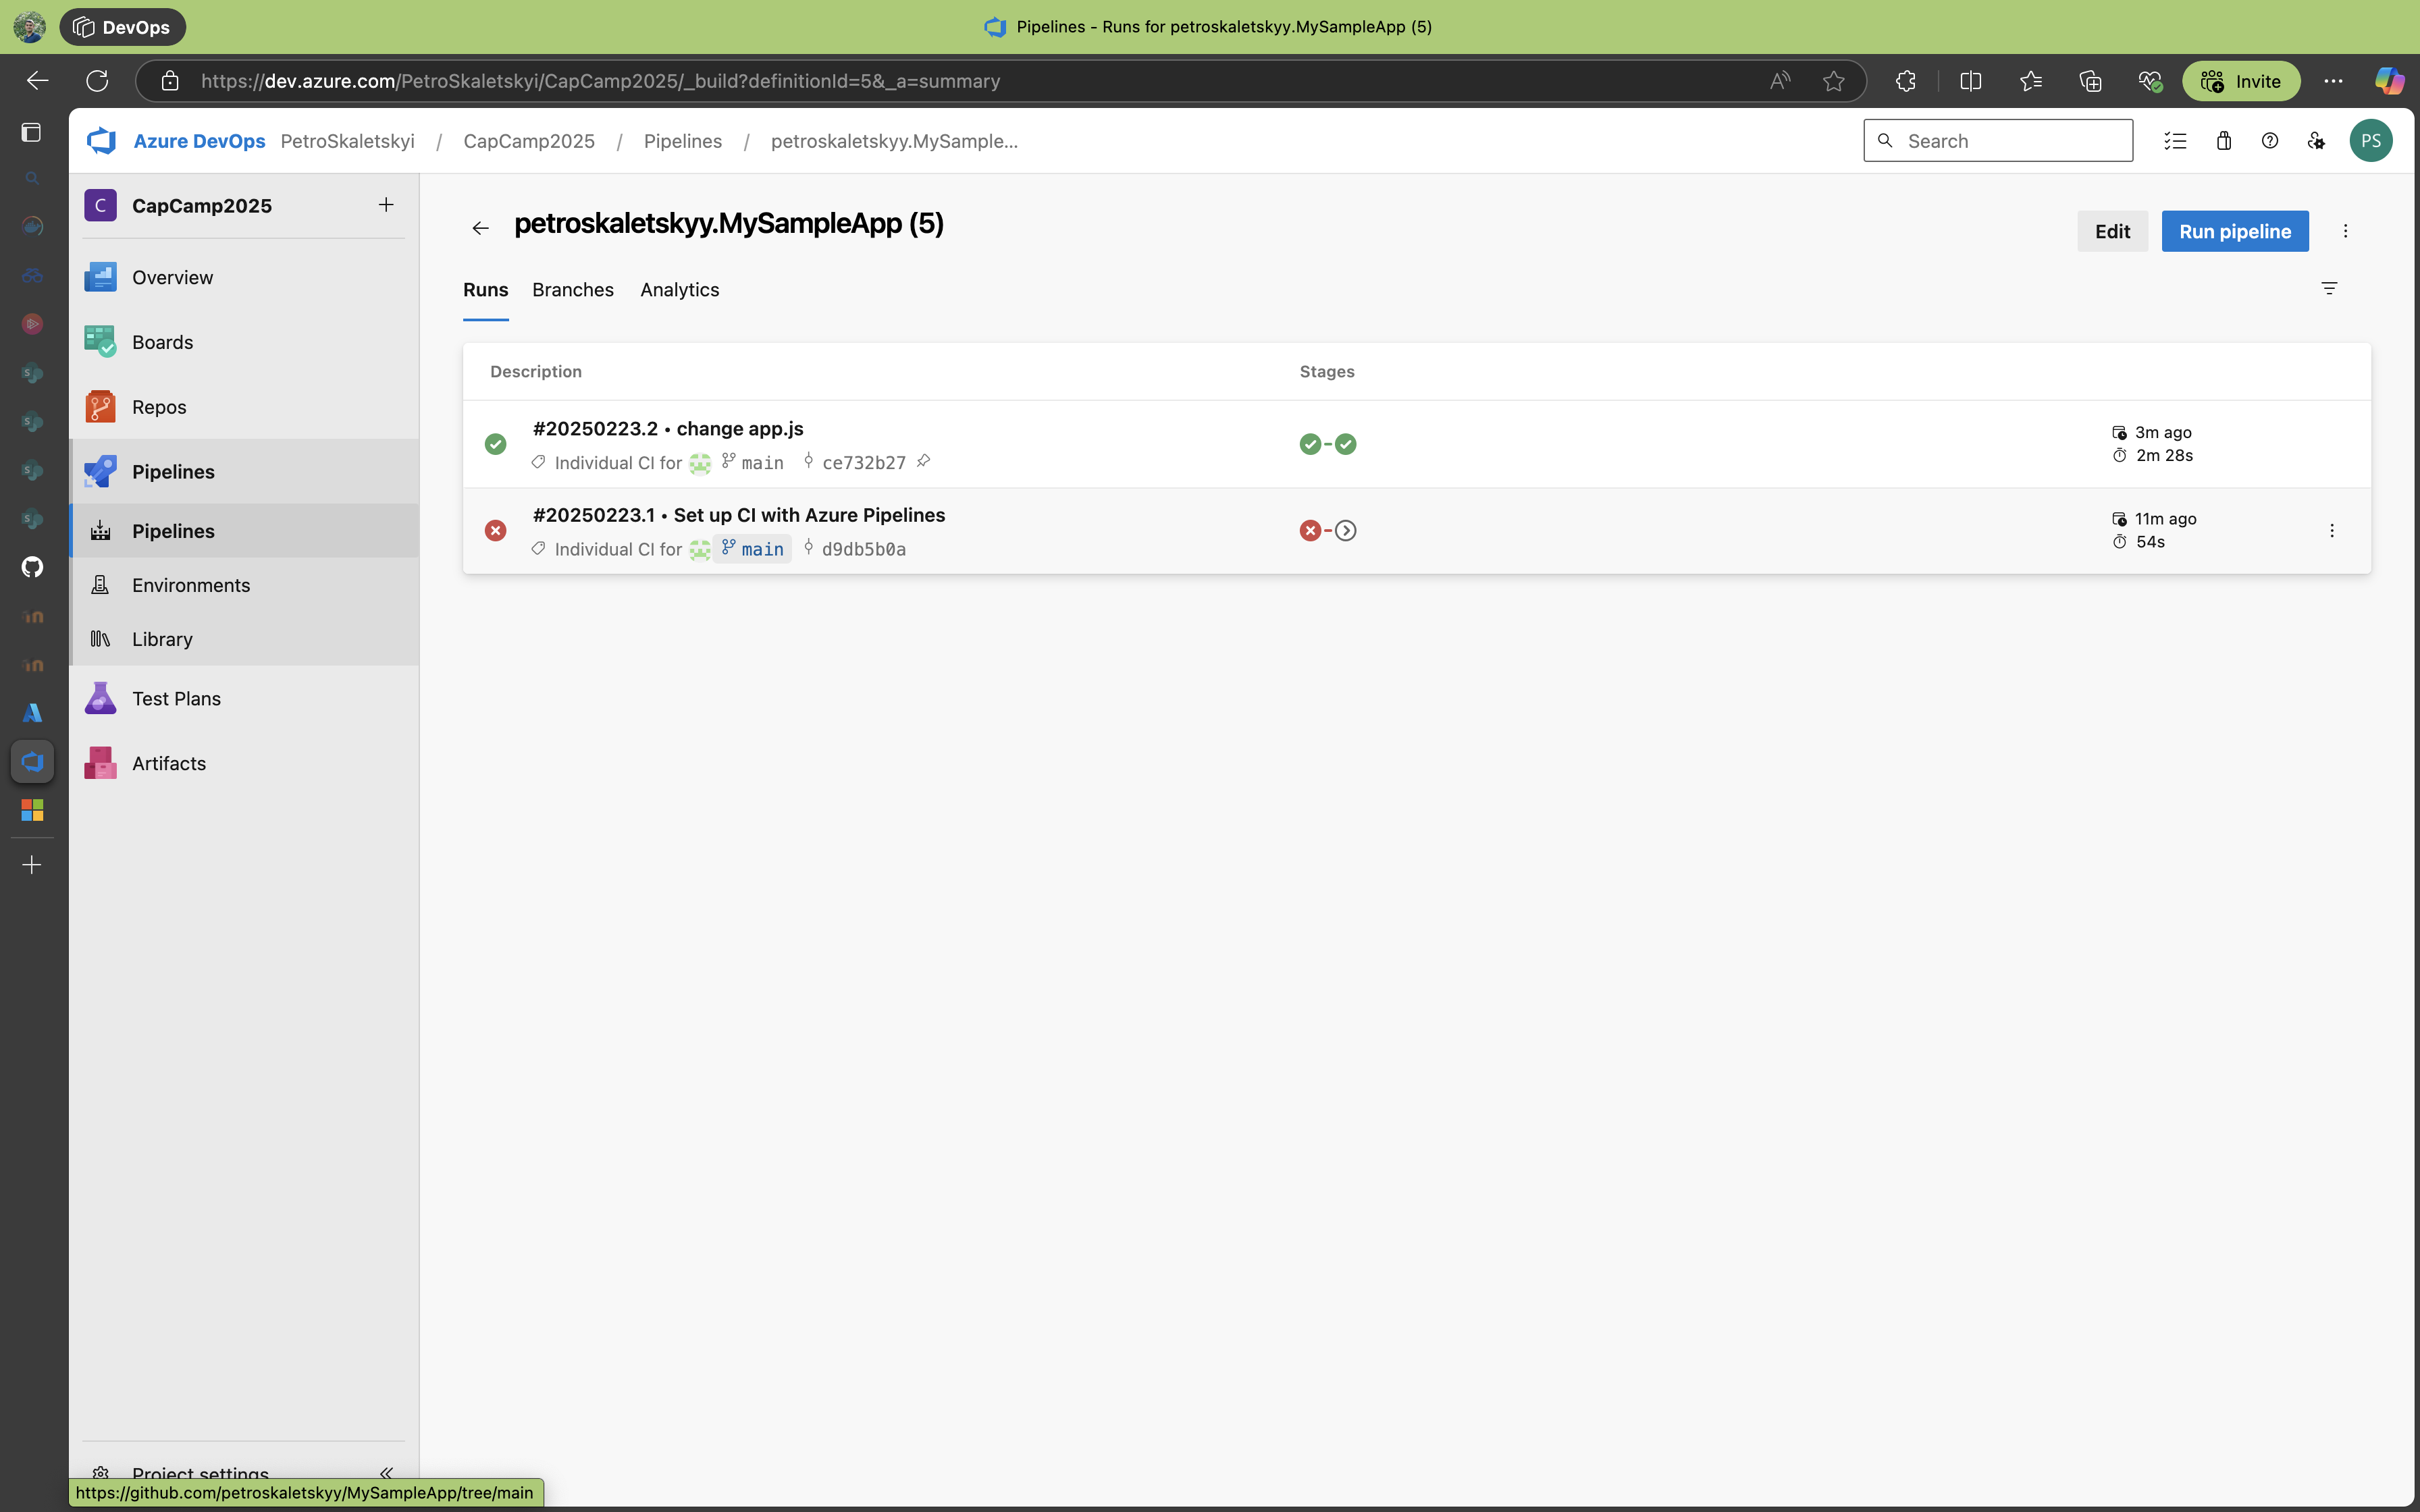 DevOps
Pipelines - Runs for petroskaletskyy.MySampleApp (5)
https://dev.azure.com/PetroSkaletskyi/CapCamp2025/_build?definitionId=5&_a=summary
Invite
Azure DevOps PetroSkaletskyi / CapCamp2025 / Pipelines / petroskaletskyy.MySample...
Search
PS
C CapCamp2025
petroskaletskyy.MySampleApp (5)
Edit
Run pipeline
Overview
Runs Branches Analytics
Boards
Description Stages
Repos
#20250223.2 • change app.js
3m ago
Individual CI for main ce732b27
2m 28s
Pipelines
#20250223.1 • Set up CI with Azure Pipelines
11m ago
Individual CI for main d9db5b0a
54s
Pipelines
Environments
Library
Test Plans
Artifacts
Project settings
https://github.com/petroskaletskyy/MySampleApp/tree/main